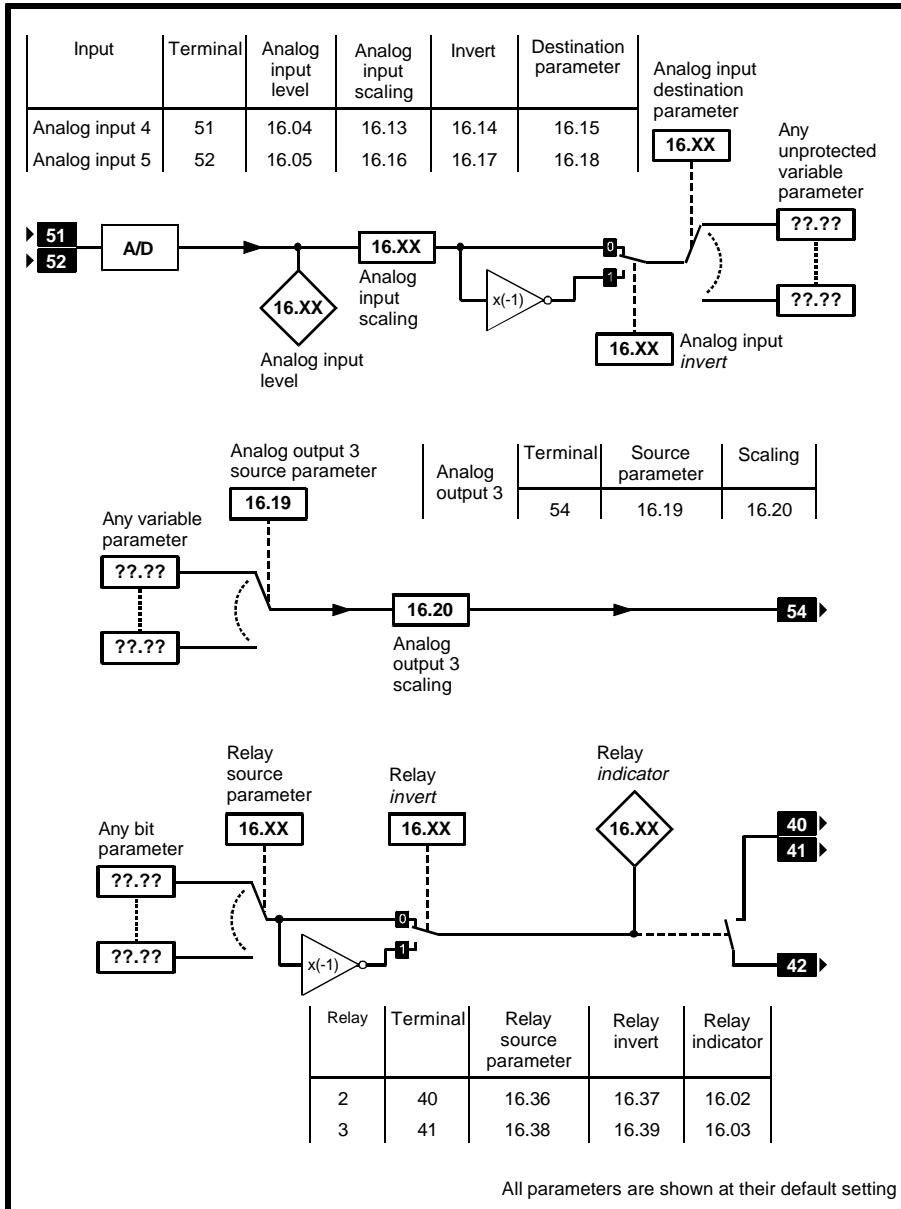 Input Terminal Analog input level Analog input scaling Invert Destination parameter
Analog input 4 51 16.04 16.13 16.14 16.15
Analog input 5 52 16.05 16.16 16.17 16.18
Analog input
destination
parameter
16.XX
Any
unprotected
variable
parameter
??.??
??.??
51
52
A/D
16.XX
Analog input
level
16.XX
Analog
input
scaling
x(-1)
0
1
16.XX
Analog input
invert
Analog output 3
source parameter
16.19
Analog
output 3
Terminal Source parameter Scaling
54 16.19 16.20
Any variable
parameter
??.??
??.??
16.20
Analog
output 3
scaling
54
Relay
source
parameter
16.XX
Relay
invert
16.XX
Relay
indicator
16.XX
Any bit
parameter
??.??
??.??
x(-1)
0
1
40
41
42
Relay Terminal Relay source parameter Relay invert Relay indicator
2 40 16.36 16.37 16.02
3 41 16.38 16.39 16.03
All parameters are shown at their default setting